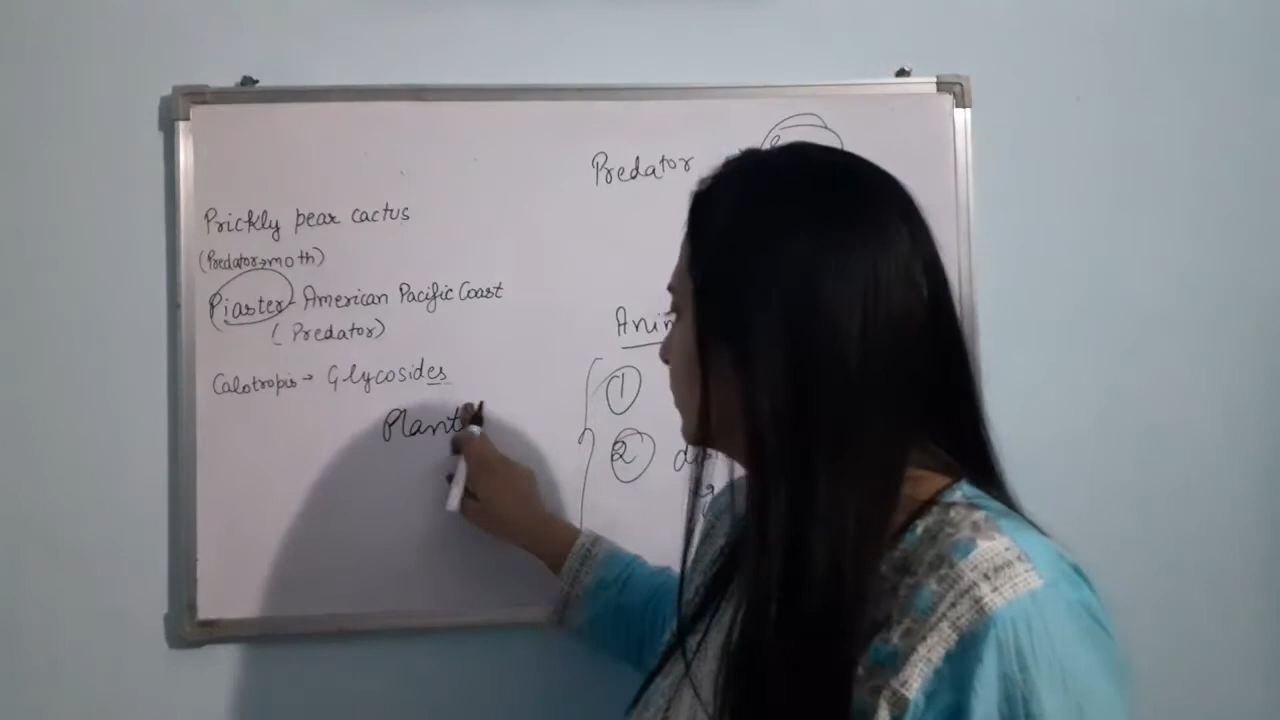 Predator
Prickly pear cactus
(Predator→moth)
Piaster - American Pacific Coast
(Predator)
Calotropis → Glycosides
Plant
1
2